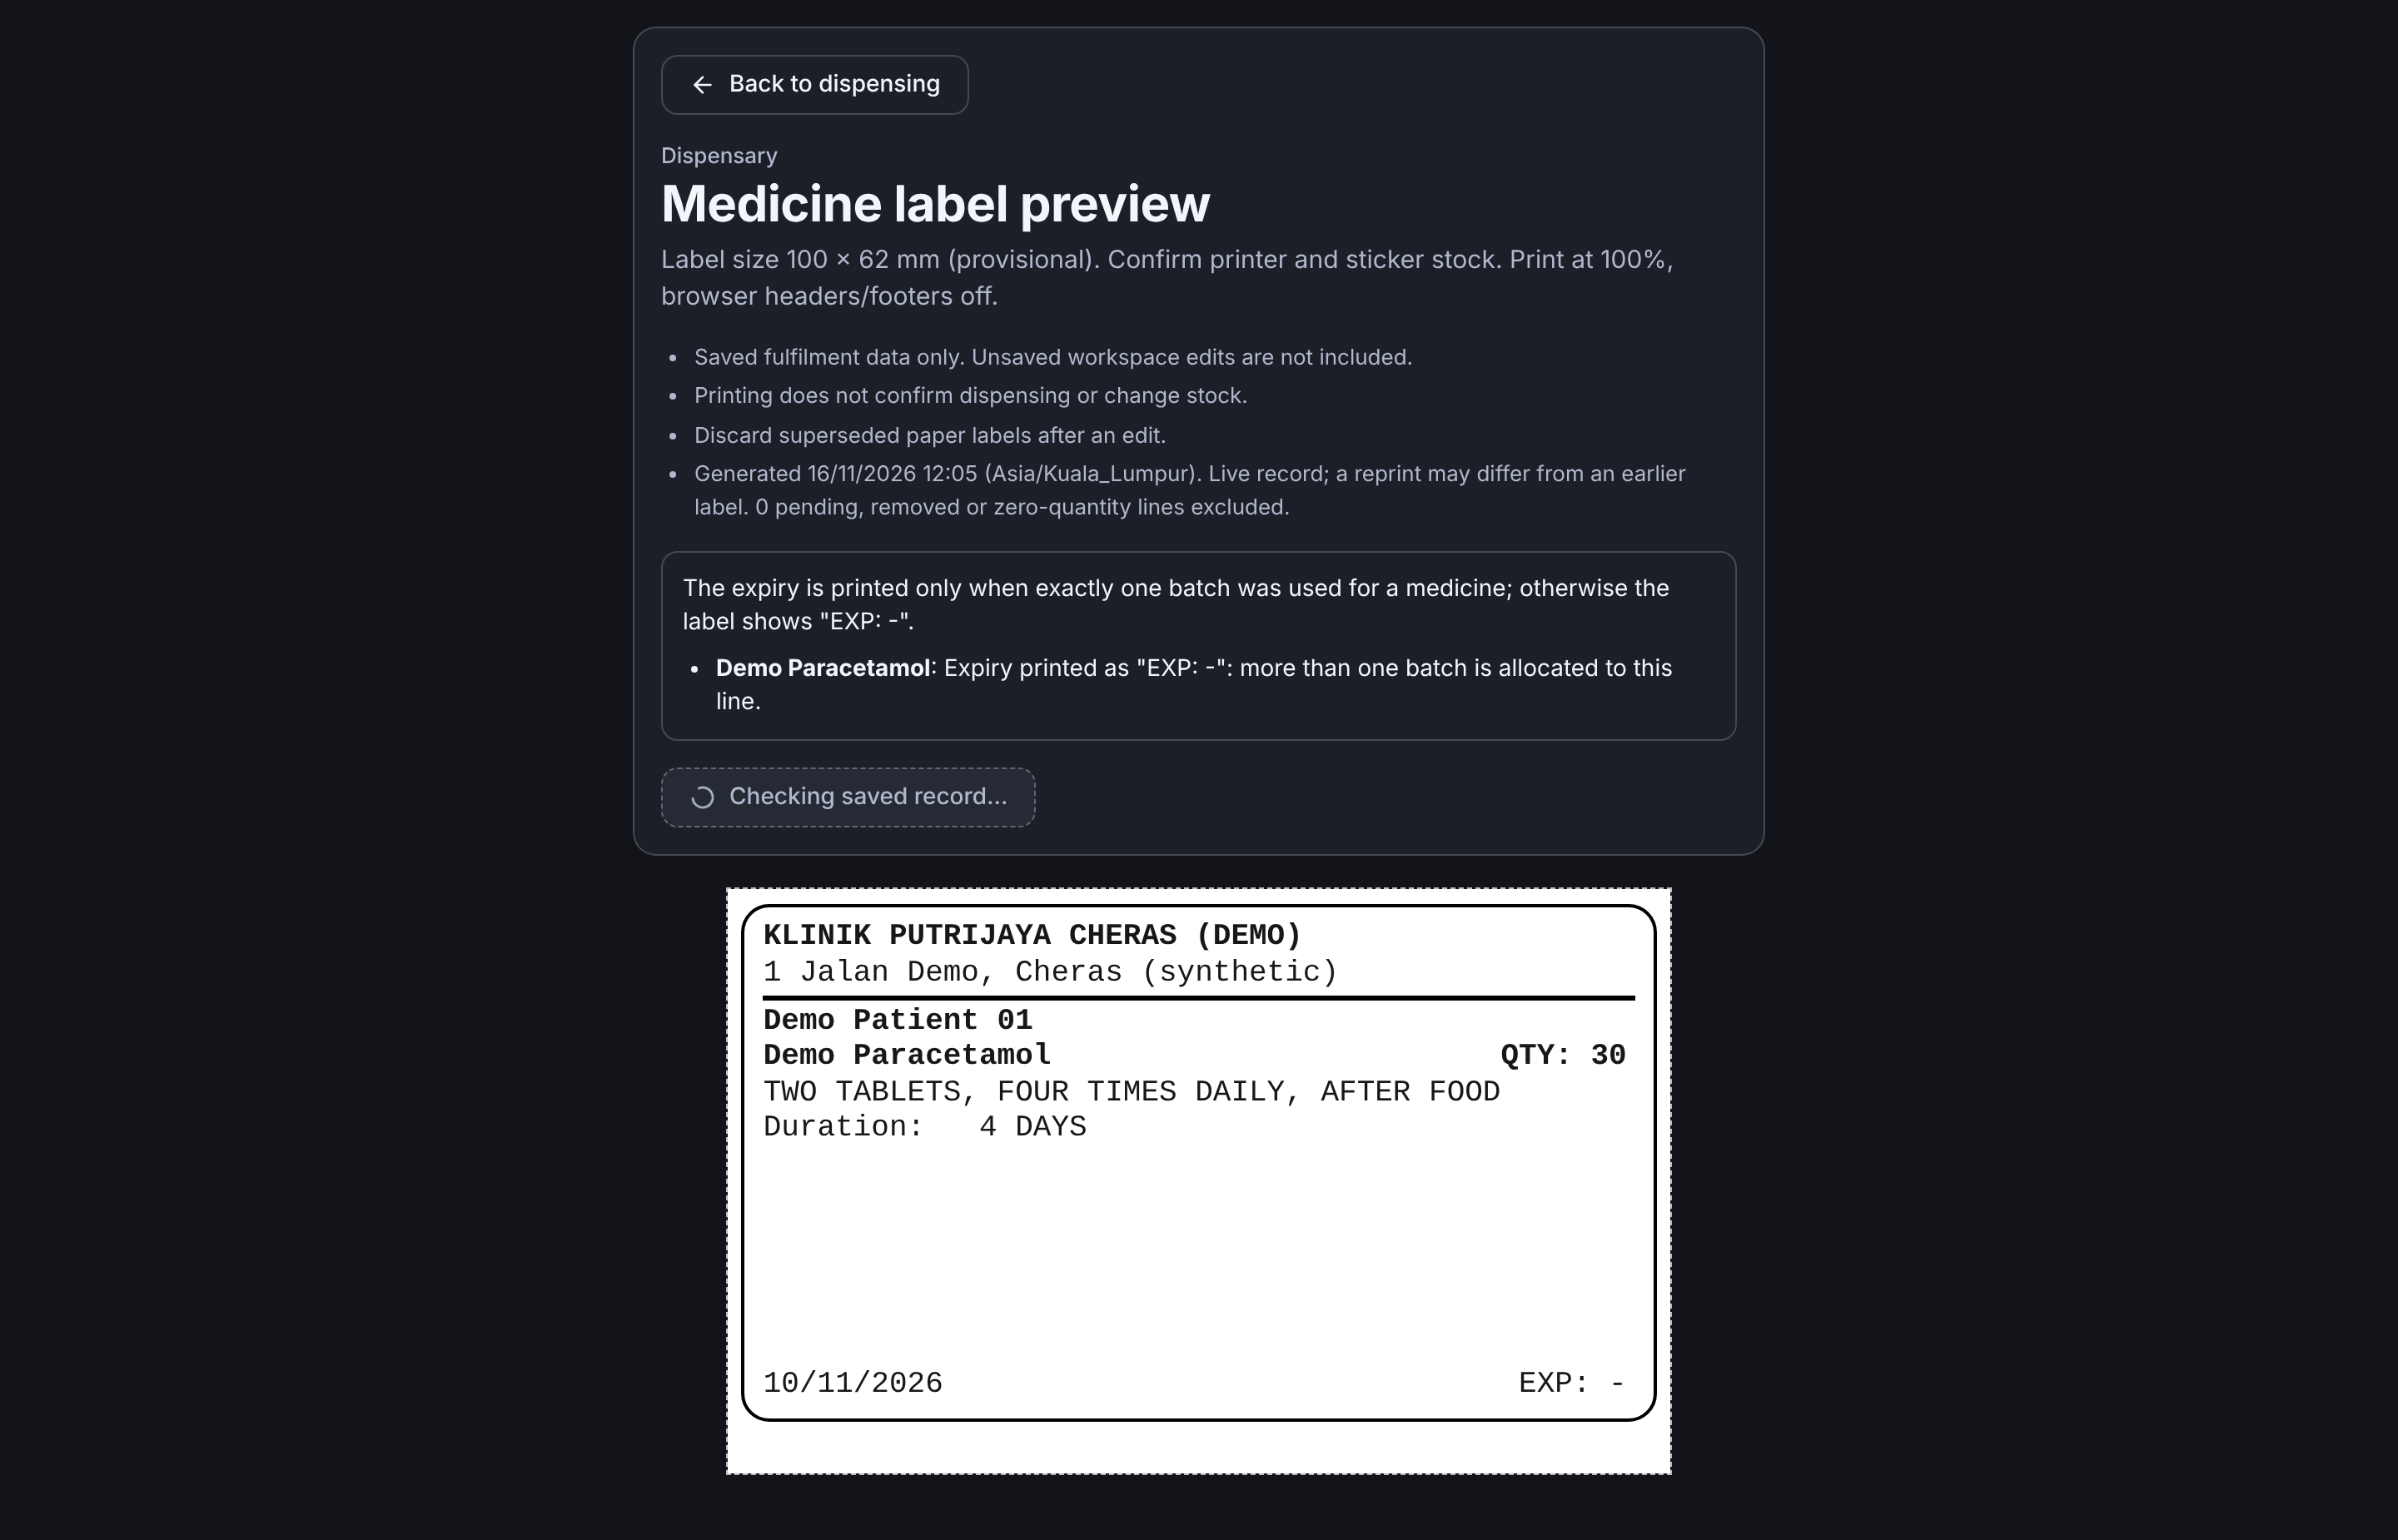 Back to dispensing
Dispensary
Medicine label preview
Label size 100 × 62 mm (provisional). Confirm printer and sticker stock. Print at 100%,
browser headers/footers off.
• Saved fulfilment data only. Unsaved workspace edits are not included.
• Printing does not confirm dispensing or change stock.
• Discard superseded paper labels after an edit.
• Generated 16/11/2026 12:05 (Asia/Kuala_Lumpur). Live record; a reprint may differ from an earlier
label. 0 pending, removed or zero-quantity lines excluded.
The expiry is printed only when exactly one batch was used for a medicine; otherwise the
label shows "EXP: -".
• Demo Paracetamol: Expiry printed as "EXP: -": more than one batch is allocated to this
line.
Checking saved record...
KLINIK PUTRIJAYA CHERAS (DEMO)
1 Jalan Demo, Cheras (synthetic)
Demo Patient 01
Demo Paracetamol QTY: 30
TWO TABLETS, FOUR TIMES DAILY, AFTER FOOD
Duration: 4 DAYS
10/11/2026 EXP: -